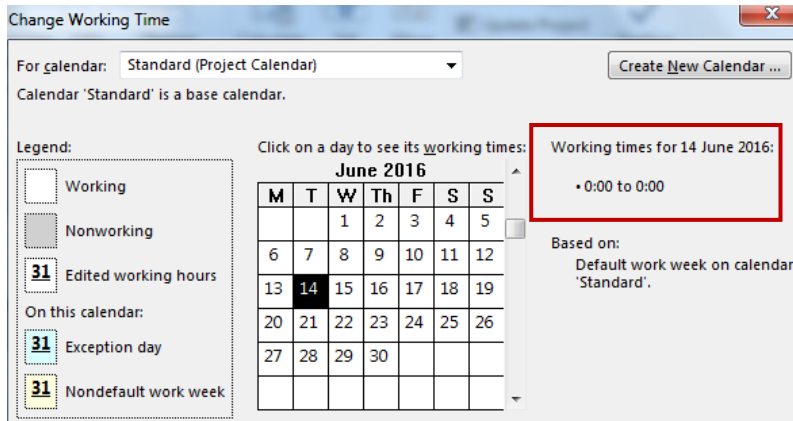 Change Working Time
For calendar: Standard (Project Calendar)
Create New Calendar ...
Calendar 'Standard' is a base calendar.
Legend:
Working
Nonworking
31 Edited working hours
On this calendar:
31 Exception day
31 Nondefault work week
Click on a day to see its working times:
June 2016
M T W Th F S S
1 2 3 4 5
6 7 8 9 10 11 12
13 14 15 16 17 18 19
20 21 22 23 24 25 26
27 28 29 30
Working times for 14 June 2016:
• 0:00 to 0:00
Based on:
Default work week on calendar
'Standard'.